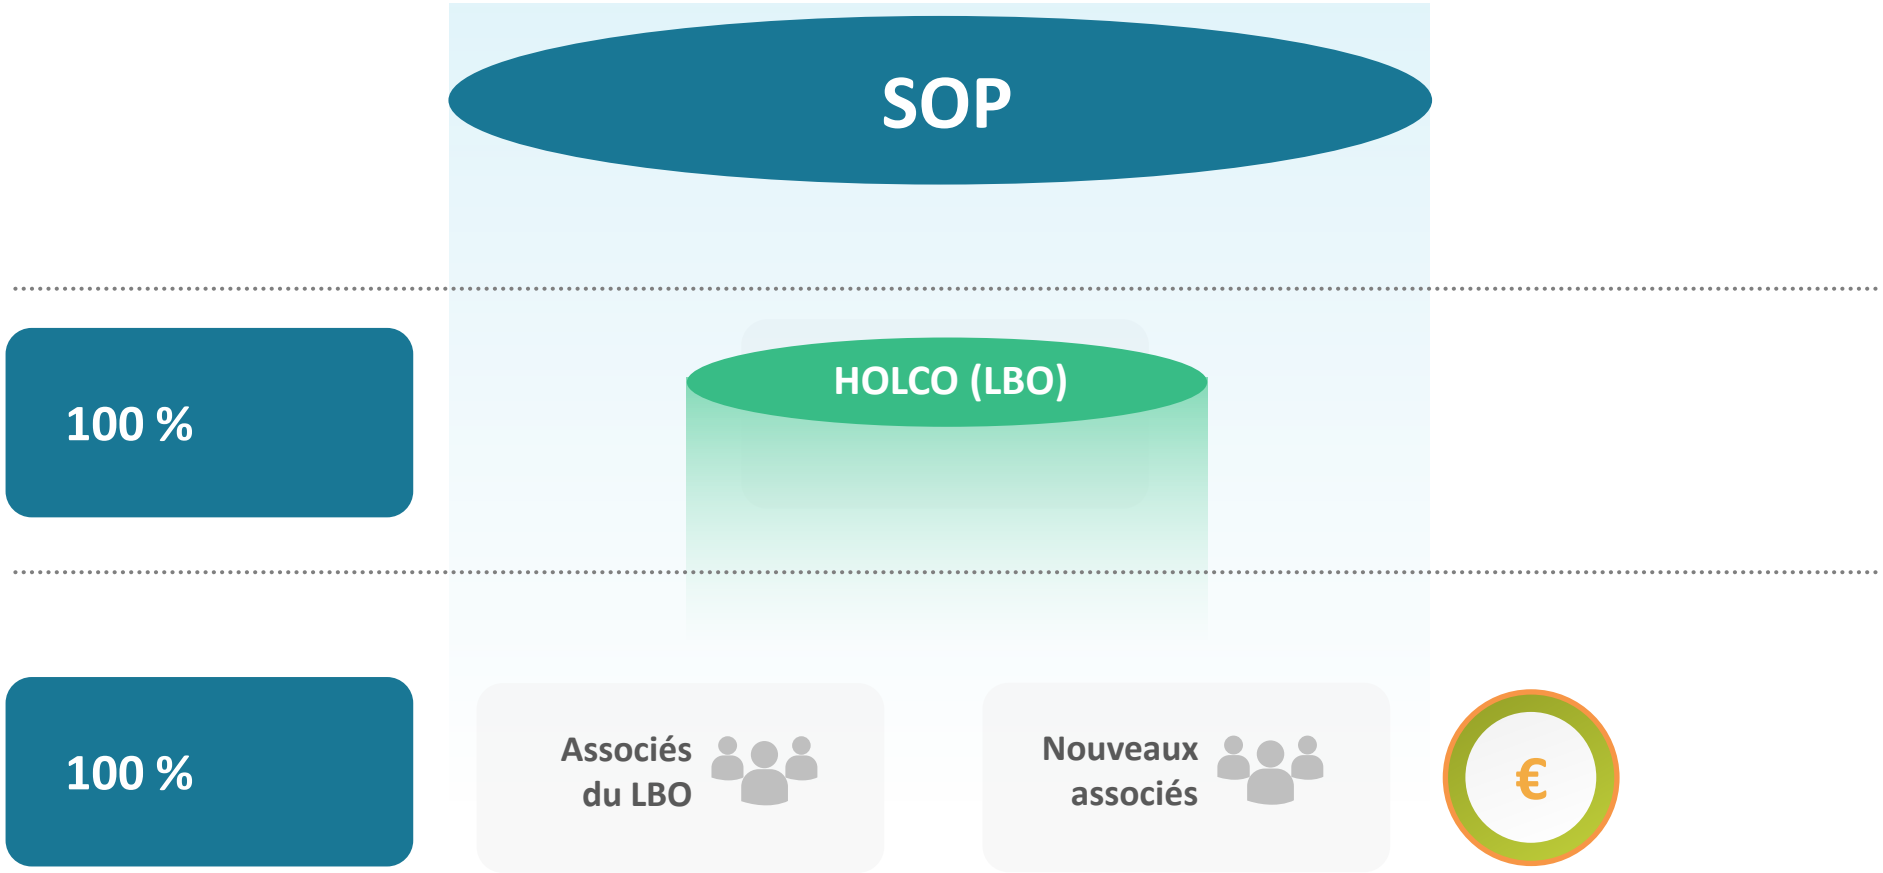 SOP
100 %
HOLCO (LBO)
100 %
Associés
du LBO
Nouveaux
associés
€